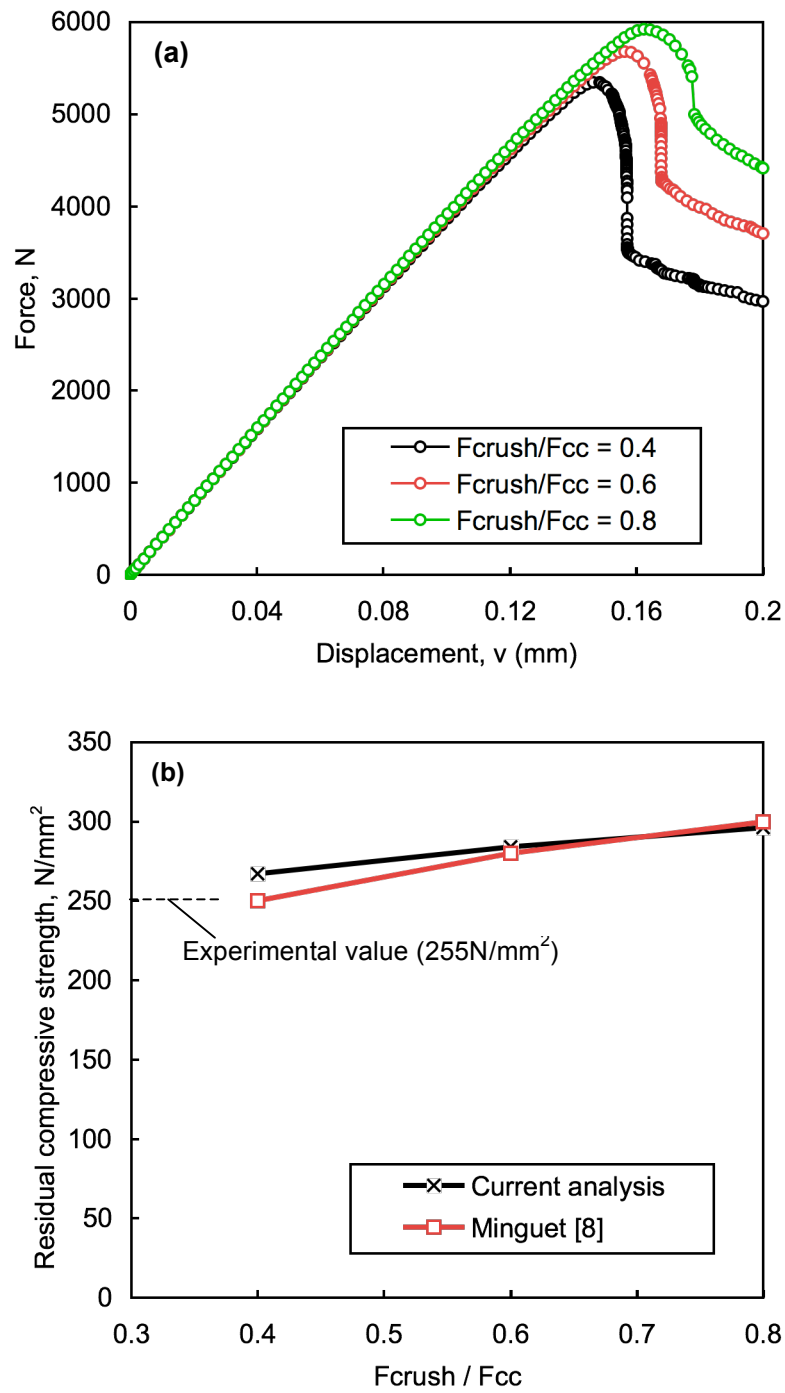 (a)
6000
5000
4000
3000
2000
1000
0
Force, N
Fcrush/Fcc = 0.4
Fcrush/Fcc = 0.6
Fcrush/Fcc = 0.8
0 0.04 0.08 0.12 0.16 0.2
Displacement, v (mm)
(b)
350
300
250
200
150
100
50
0
Residual compressive strength, N/mm²
Experimental value (255N/mm²)
Current analysis
Minguet [8]
0.3 0.4 0.5 0.6 0.7 0.8
Fcrush / Fcc